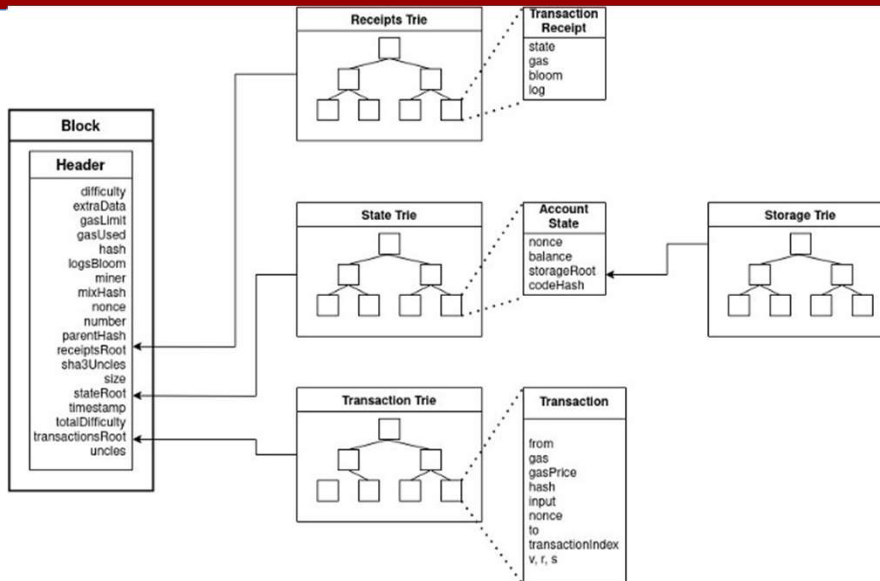 Receipts Trie
Transaction
Receipt
state
gas
bloom
log
Block
Header
difficulty
extraData
gasLimit
gasUsed
hash
logsBloom
miner
mixHash
nonce
number
parentHash
receiptsRoot
sha3Uncles
size
stateRoot
timestamp
totalDifficulty
transactionsRoot
uncles
State Trie
Account
State
nonce
balance
storageRoot
codeHash
Storage Trie
Transaction Trie
Transaction
from
gas
gasPrice
hash
input
nonce
to
transactionIndex
v, r, s